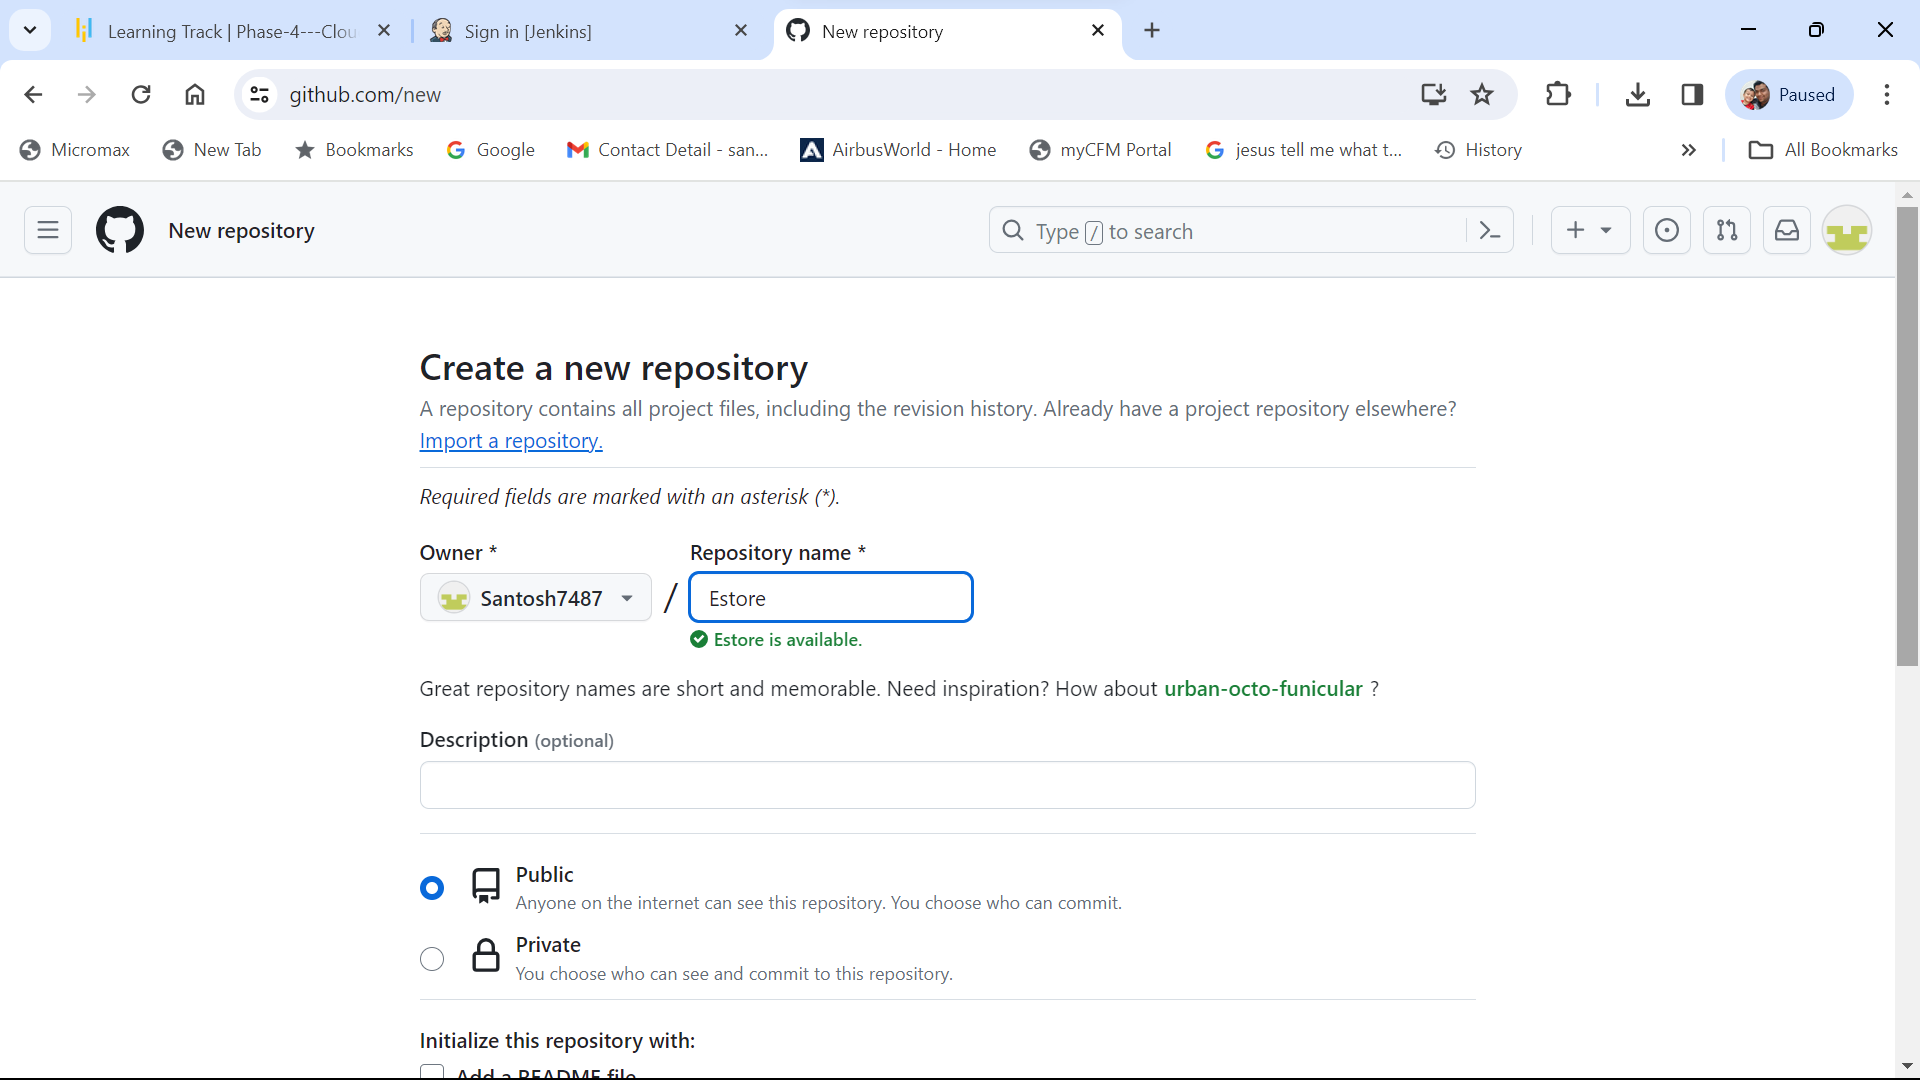 Learning Track | Phase-4---Clou
Sign in [Jenkins]
New repository
github.com/new
Paused
Micromax
New Tab
Bookmarks
Google
Contact Detail - san...
AirbusWorld - Home
myCFM Portal
jesus tell me what t...
History
All Bookmarks
New repository
Type / to search
Create a new repository
A repository contains all project files, including the revision history. Already have a project repository elsewhere?
Import a repository.
Required fields are marked with an asterisk (*).
Owner *
Repository name *
Santosh7487
/
Estore
Estore is available.
Great repository names are short and memorable. Need inspiration? How about urban-octo-funicular ?
Description (optional)
Public
Anyone on the internet can see this repository. You choose who can commit.
Private
You choose who can see and commit to this repository.
Initialize this repository with:
Add a README file